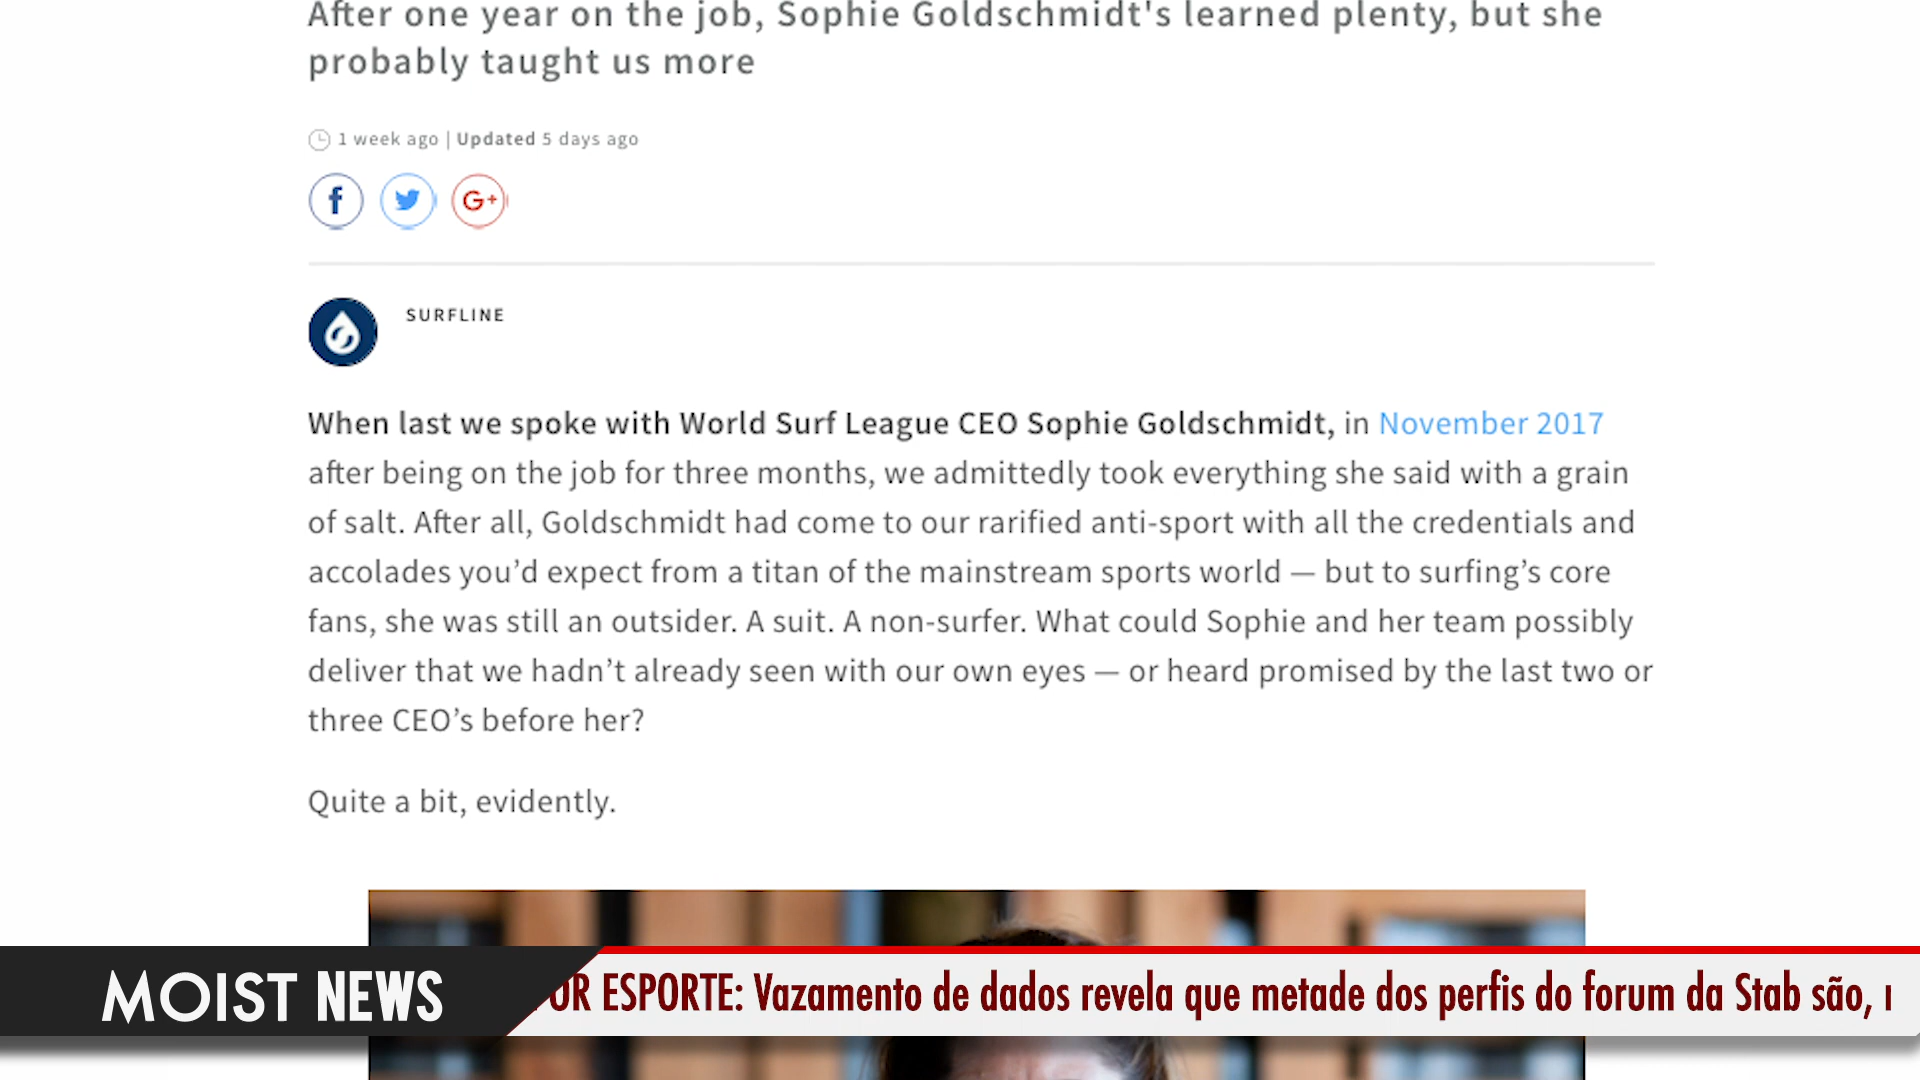 After one year on the job, Sophie Goldschmidt's learned plenty, but she
probably taught us more
1 week ago | Updated 5 days ago
f
G+
SURFLINE
When last we spoke with World Surf League CEO Sophie Goldschmidt, in November 2017
after being on the job for three months, we admittedly took everything she said with a grain
of salt. After all, Goldschmidt had come to our rarified anti-sport with all the credentials and
accolades you’d expect from a titan of the mainstream sports world — but to surfing’s core
fans, she was still an outsider. A suit. A non-surfer. What could Sophie and her team possibly
deliver that we hadn’t already seen with our own eyes — or heard promised by the last two or
three CEO’s before her?
Quite a bit, evidently.
MOIST NEWS
ESPORTE: Vazamento de dados revela que metade dos perfis do forum da Stab são,